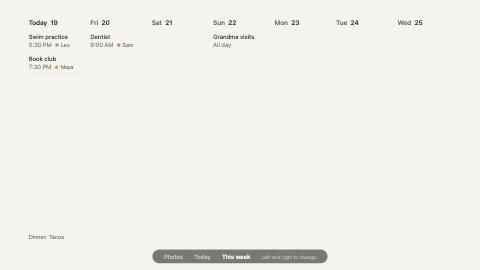 Today 19
Swim practice
5:30 PM Leo
Book club
7:30 PM Maya
Fri 20
Dentist
9:00 AM Sam
Sat 21
Sun 22
Grandma visits
All day
Mon 23
Tue 24
Wed 25
Dinner: Tacos
Photos Today This week Left and right to change